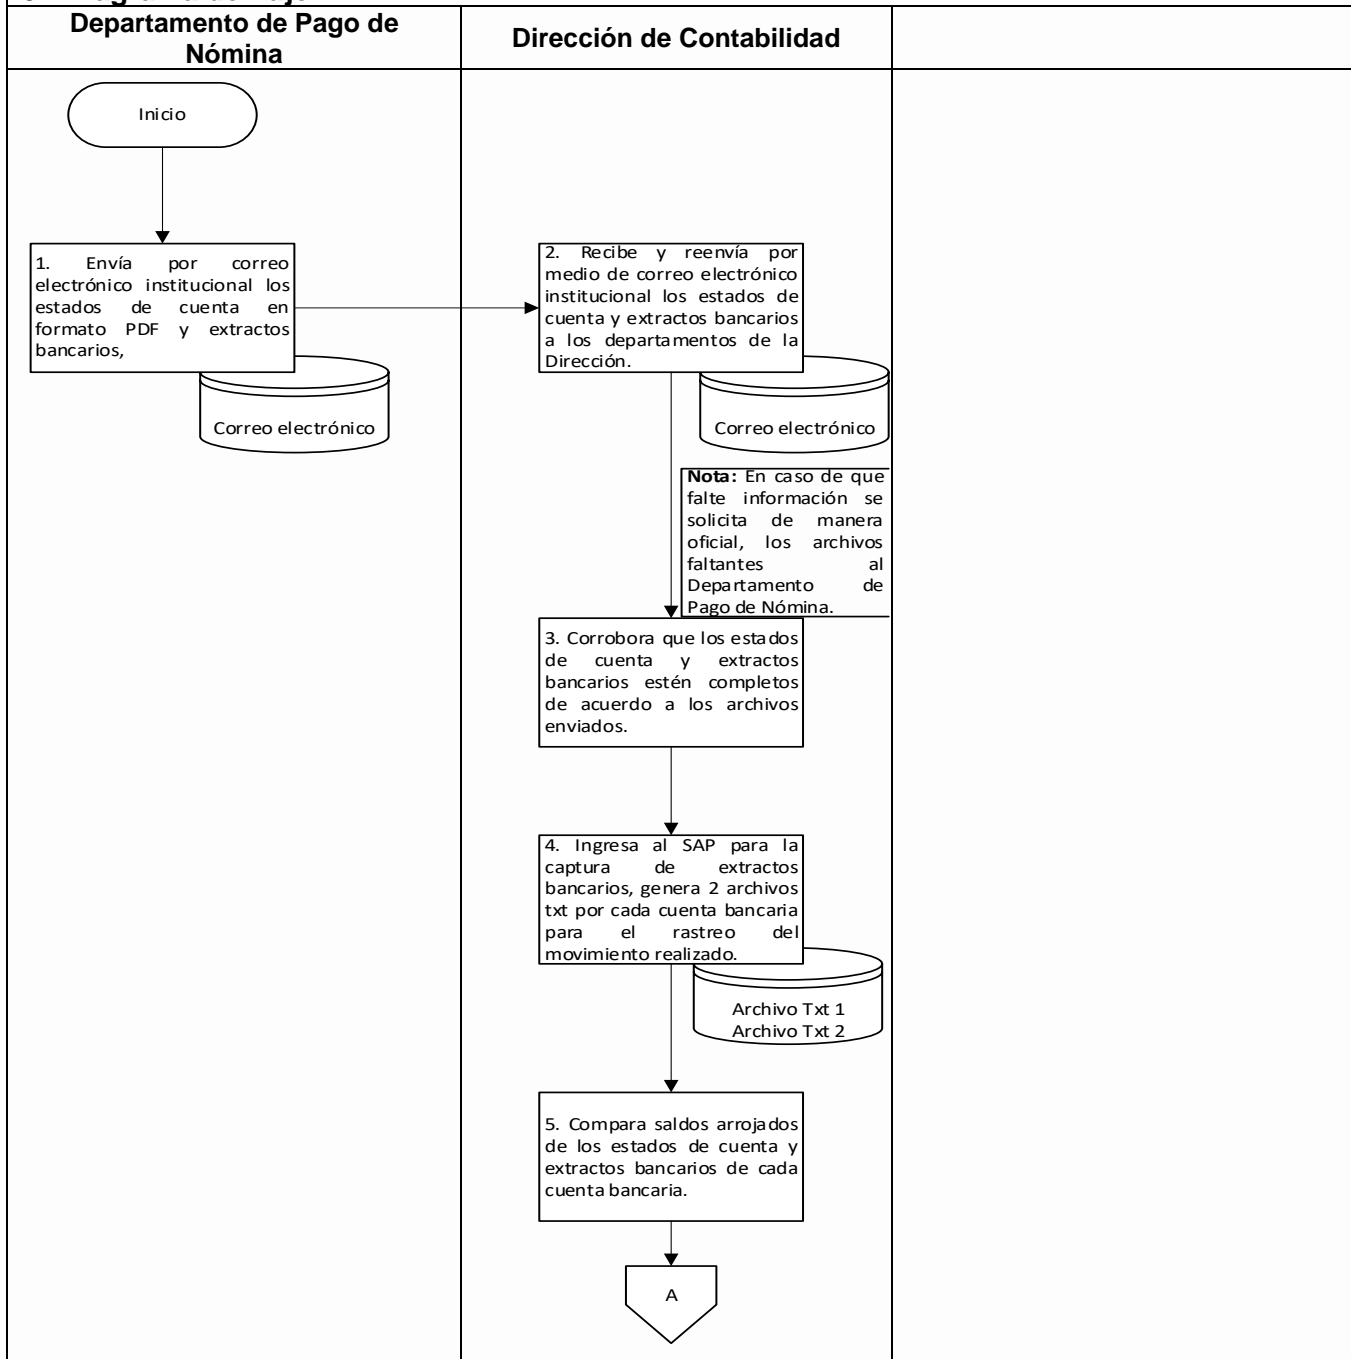 Departamento de Pago de
Nómina
Dirección de Contabilidad
Inicio
1. Envía por correo
electrónico institucional los
estados de cuenta en
formato PDF y extractos
bancarios,
Correo electrónico
2. Recibe y reenvía por
medio de correo electrónico
institucional los estados de
cuenta y extractos bancarios
a los departamentos de la
Dirección.
Correo electrónico
Nota: En caso de que
falte información se
solicita de manera
oficial, los archivos
faltantes al
Departamento de
Pago de Nómina.
3. Corrobora que los estados
de cuenta y extractos
bancarios estén completos
de acuerdo a los archivos
enviados.
4. Ingresa al SAP para la
captura de extractos
bancarios, genera 2 archivos
txt por cada cuenta bancaria
para el rastreo del
movimiento realizado.
Archivo Txt 1
Archivo Txt 2
5. Compara saldos arrojados
de los estados de cuenta y
extractos bancarios de cada
cuenta bancaria.
A